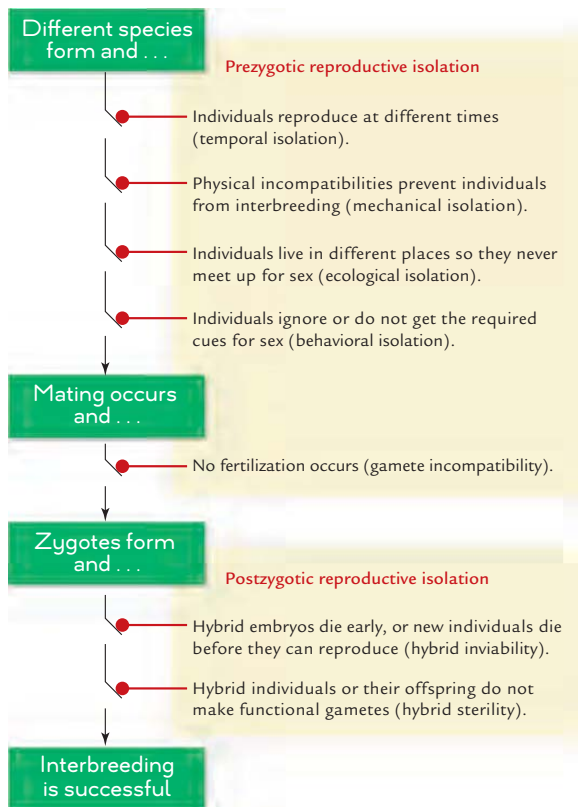 Different species
form and . . .
Prezygotic reproductive isolation
Individuals reproduce at different times
(temporal isolation).
Physical incompatibilities prevent individuals
from interbreeding (mechanical isolation).
Individuals live in different places so they never
meet up for sex (ecological isolation).
Individuals ignore or do not get the required
cues for sex (behavioral isolation).
Mating occurs
and . . .
No fertilization occurs (gamete incompatibility).
Zygotes form
and . . .
Postzygotic reproductive isolation
Hybrid embryos die early, or new individuals die
before they can reproduce (hybrid inviability).
Hybrid individuals or their offspring do not
make functional gametes (hybrid sterility).
Interbreeding
is successful